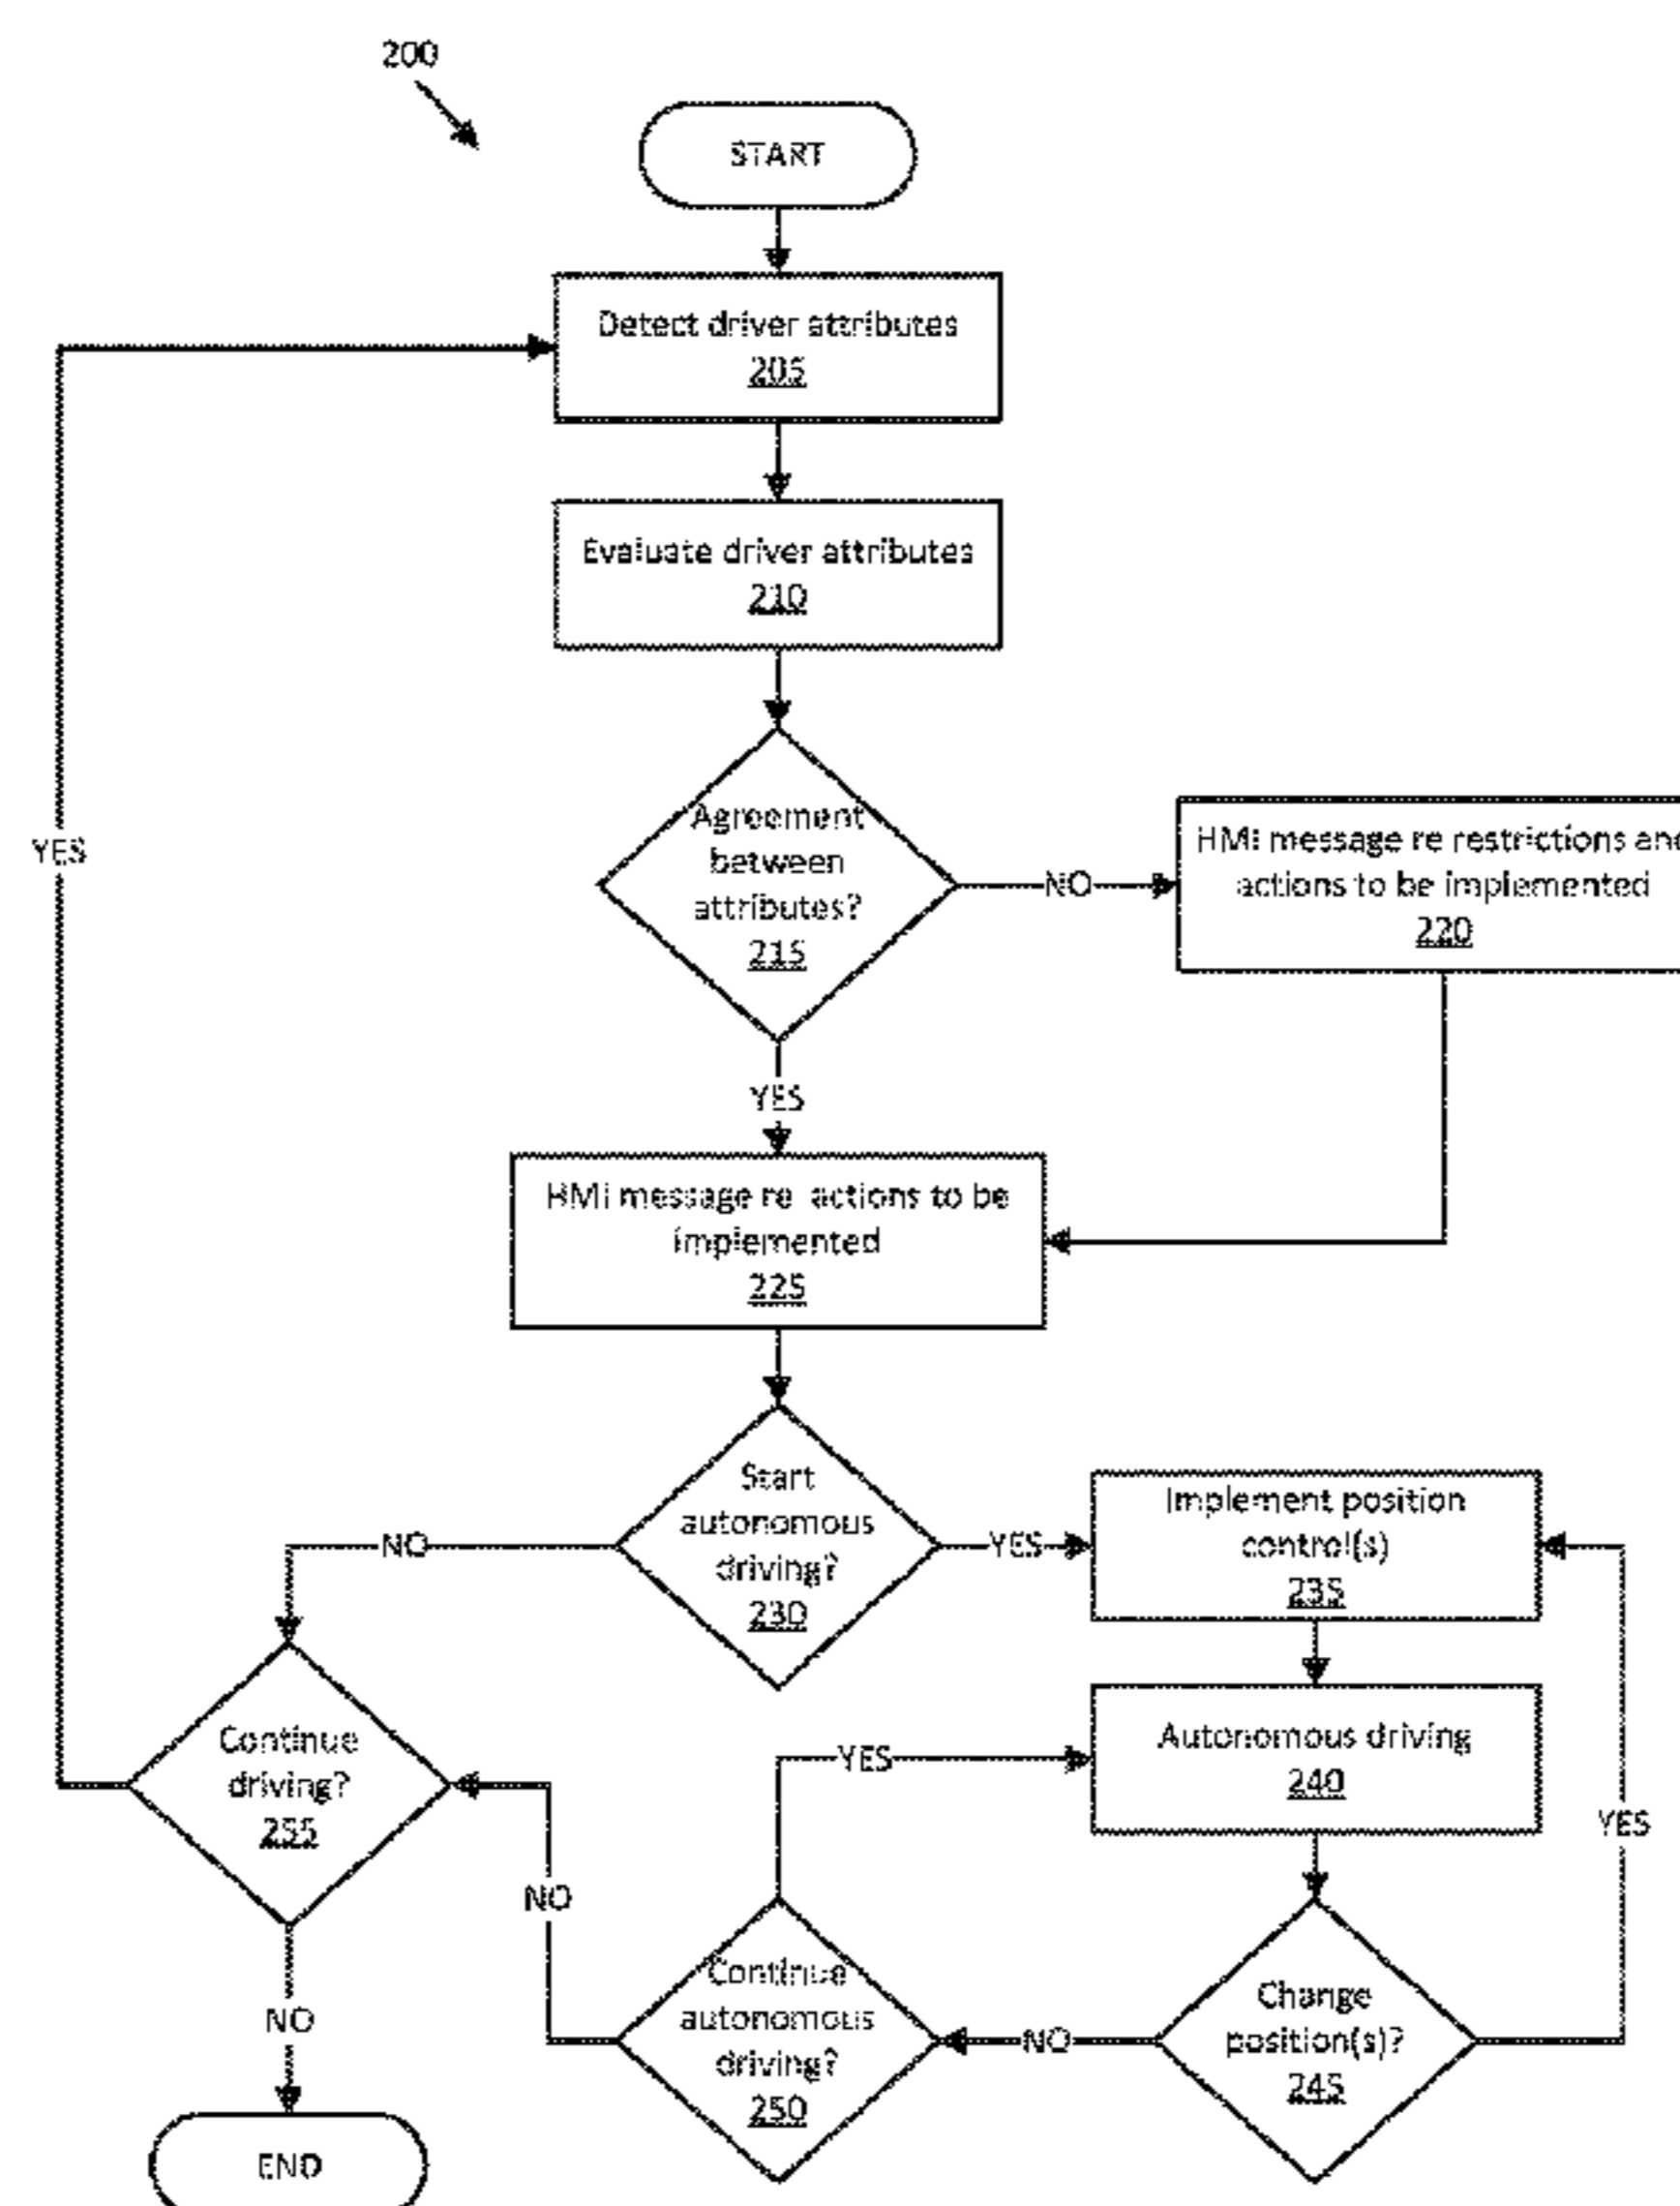 200
START
Detect driver attributes
205
Evaluate driver attributes
210
Agreement
between
attributes?
215
NO
HMI message re restrictions and
actions to be implemented
220
YES
YES
HMI message re actions to be
implemented
225
Start
autonomous
driving?
230
NO
YES
Implement position
control(s)
235
Continue
driving?
255
YES
Autonomous driving
240
YES
NO
Continue
autonomous
driving?
250
NO
Change
position(s)?
245
NO
END